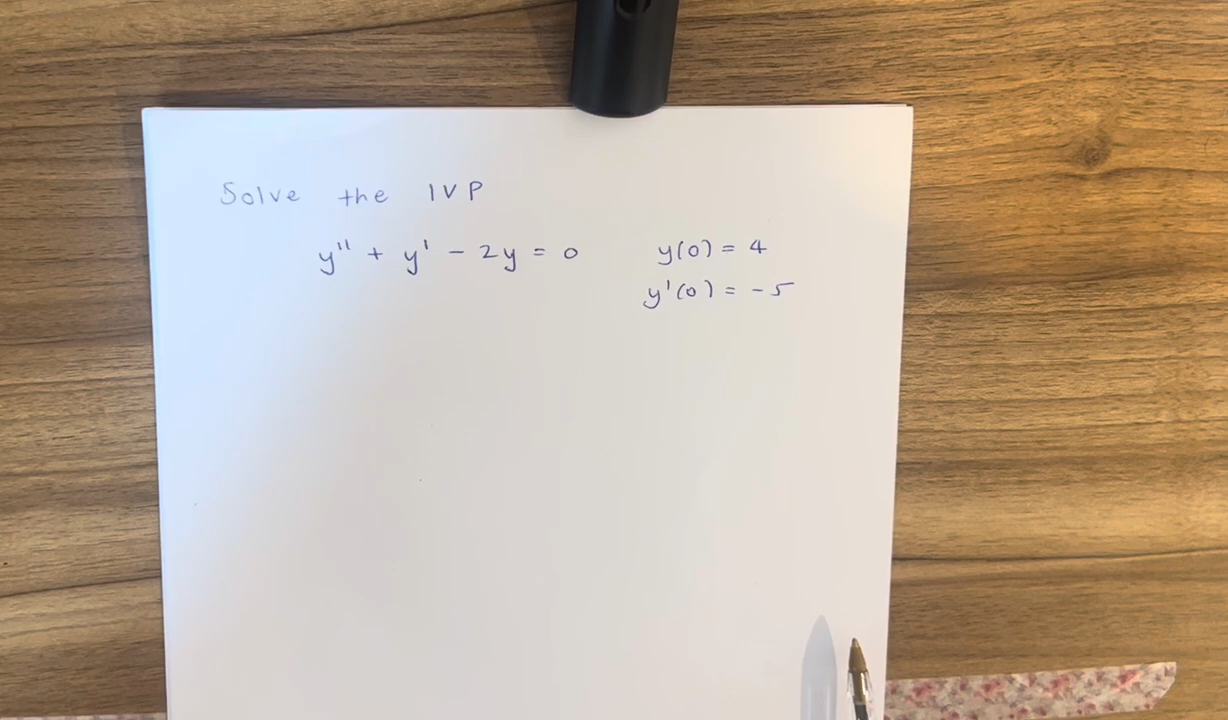 Solve the IVP
y'' + y' - 2y = 0 y(0) = 4
y'(0) = -5